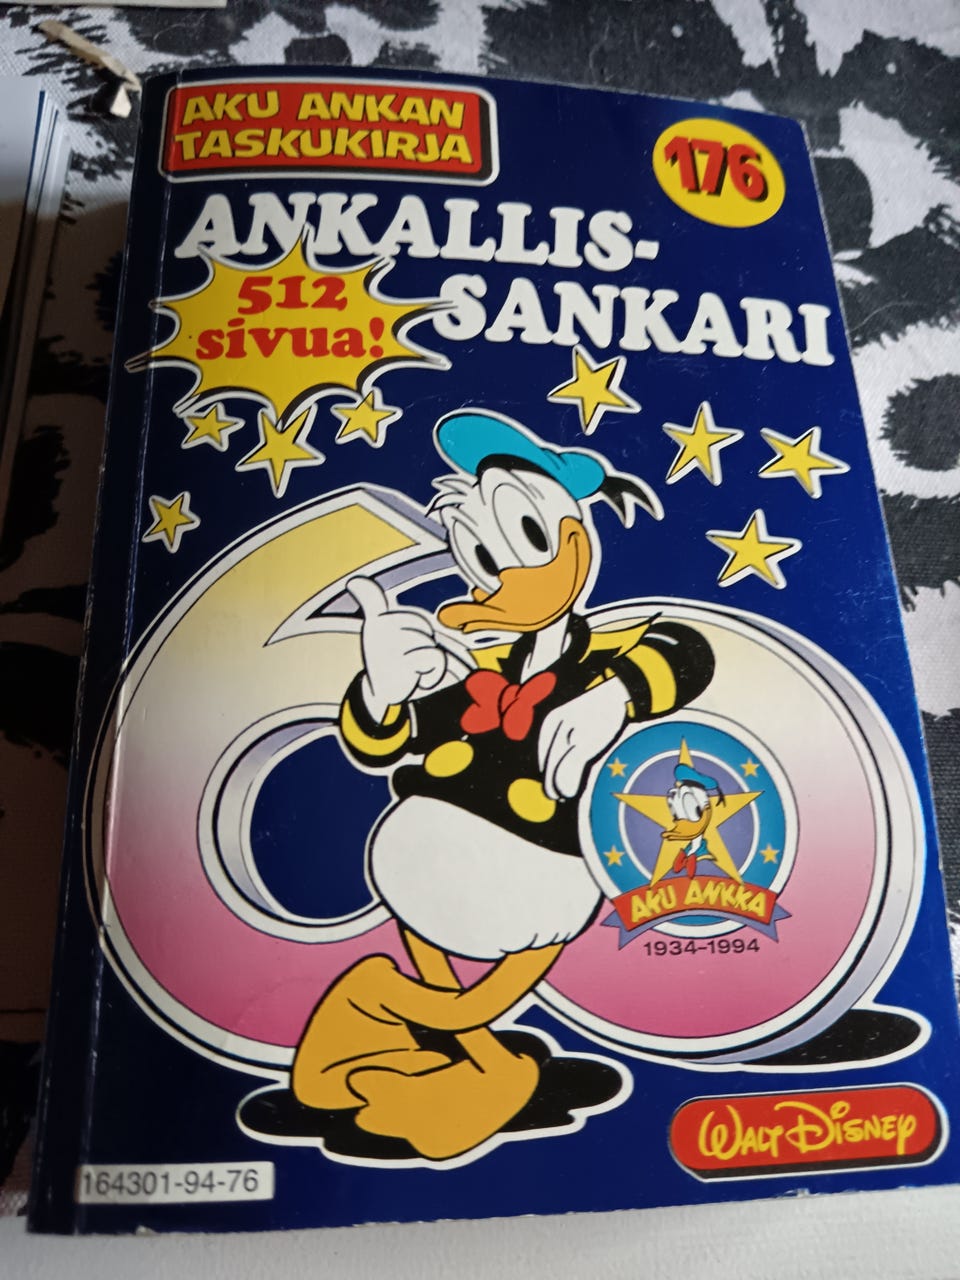 AKU ANKAN
TASKUKIRJA
176
ANKALLIS-
SANKARI
512
sivua!
AKU ANKKA
1934-1994
WALT DISNEY
164301-94-76